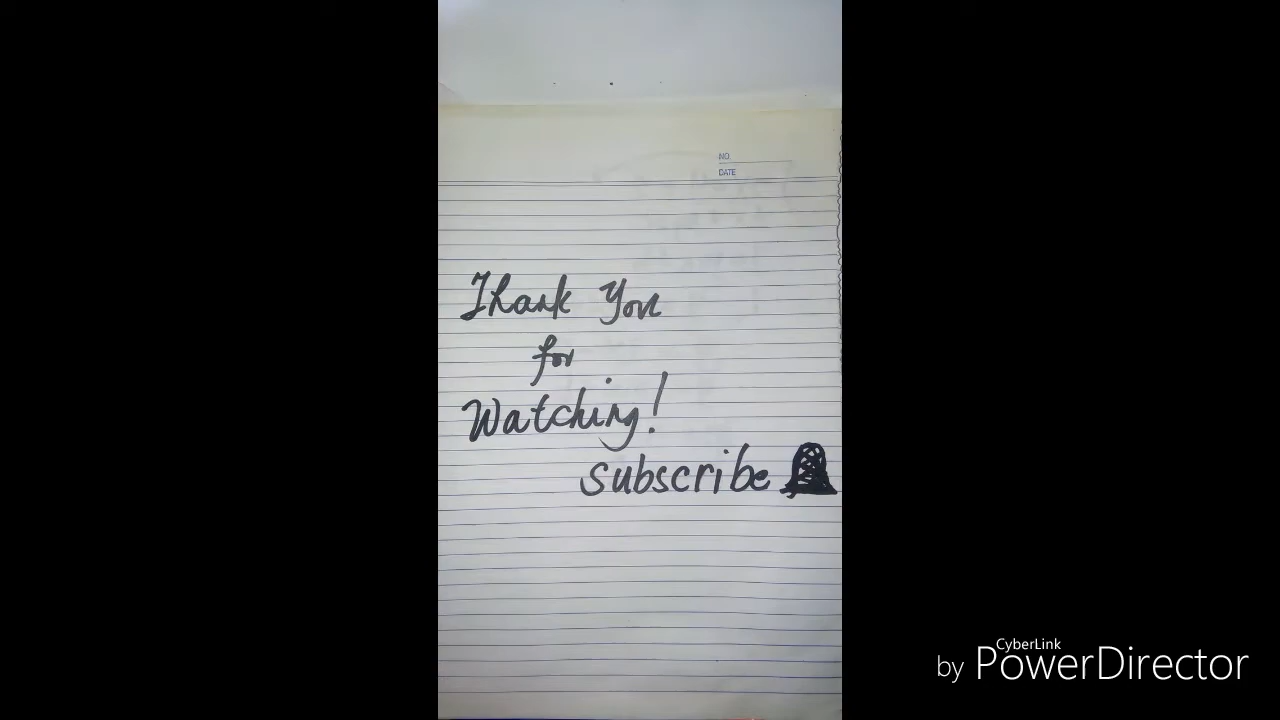 NO.
DATE
Thank You
for
Watching!
subscribe
CyberLink
by PowerDirector